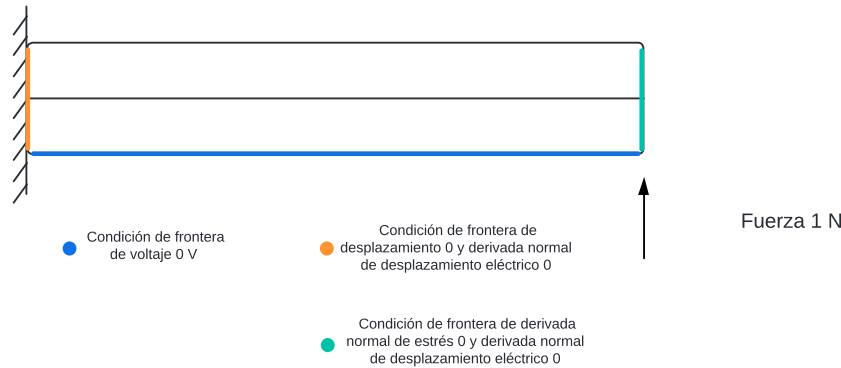 Fuerza 1 N
Condición de frontera
de voltaje 0 V
Condición de frontera de
desplazamiento 0 y derivada normal
de desplazamiento eléctrico 0
Condición de frontera de derivada
normal de estrés 0 y derivada normal
de desplazamiento eléctrico 0